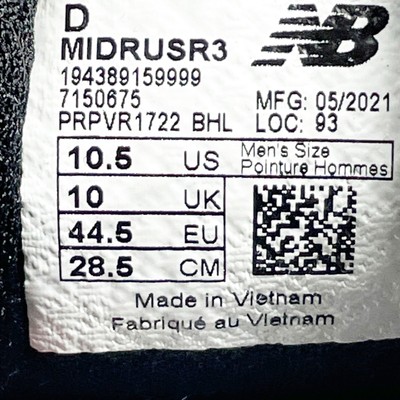 D
NB
MIDRUSR3
194389159999
7150675
MFG: 05/2021
PRPVR1722 BHL LOC: 93
10.5 US Men's Size
Pointure Hommes
10 UK
44.5 EU
28.5 CM
Made in Vietnam
Fabriqué au Vietnam